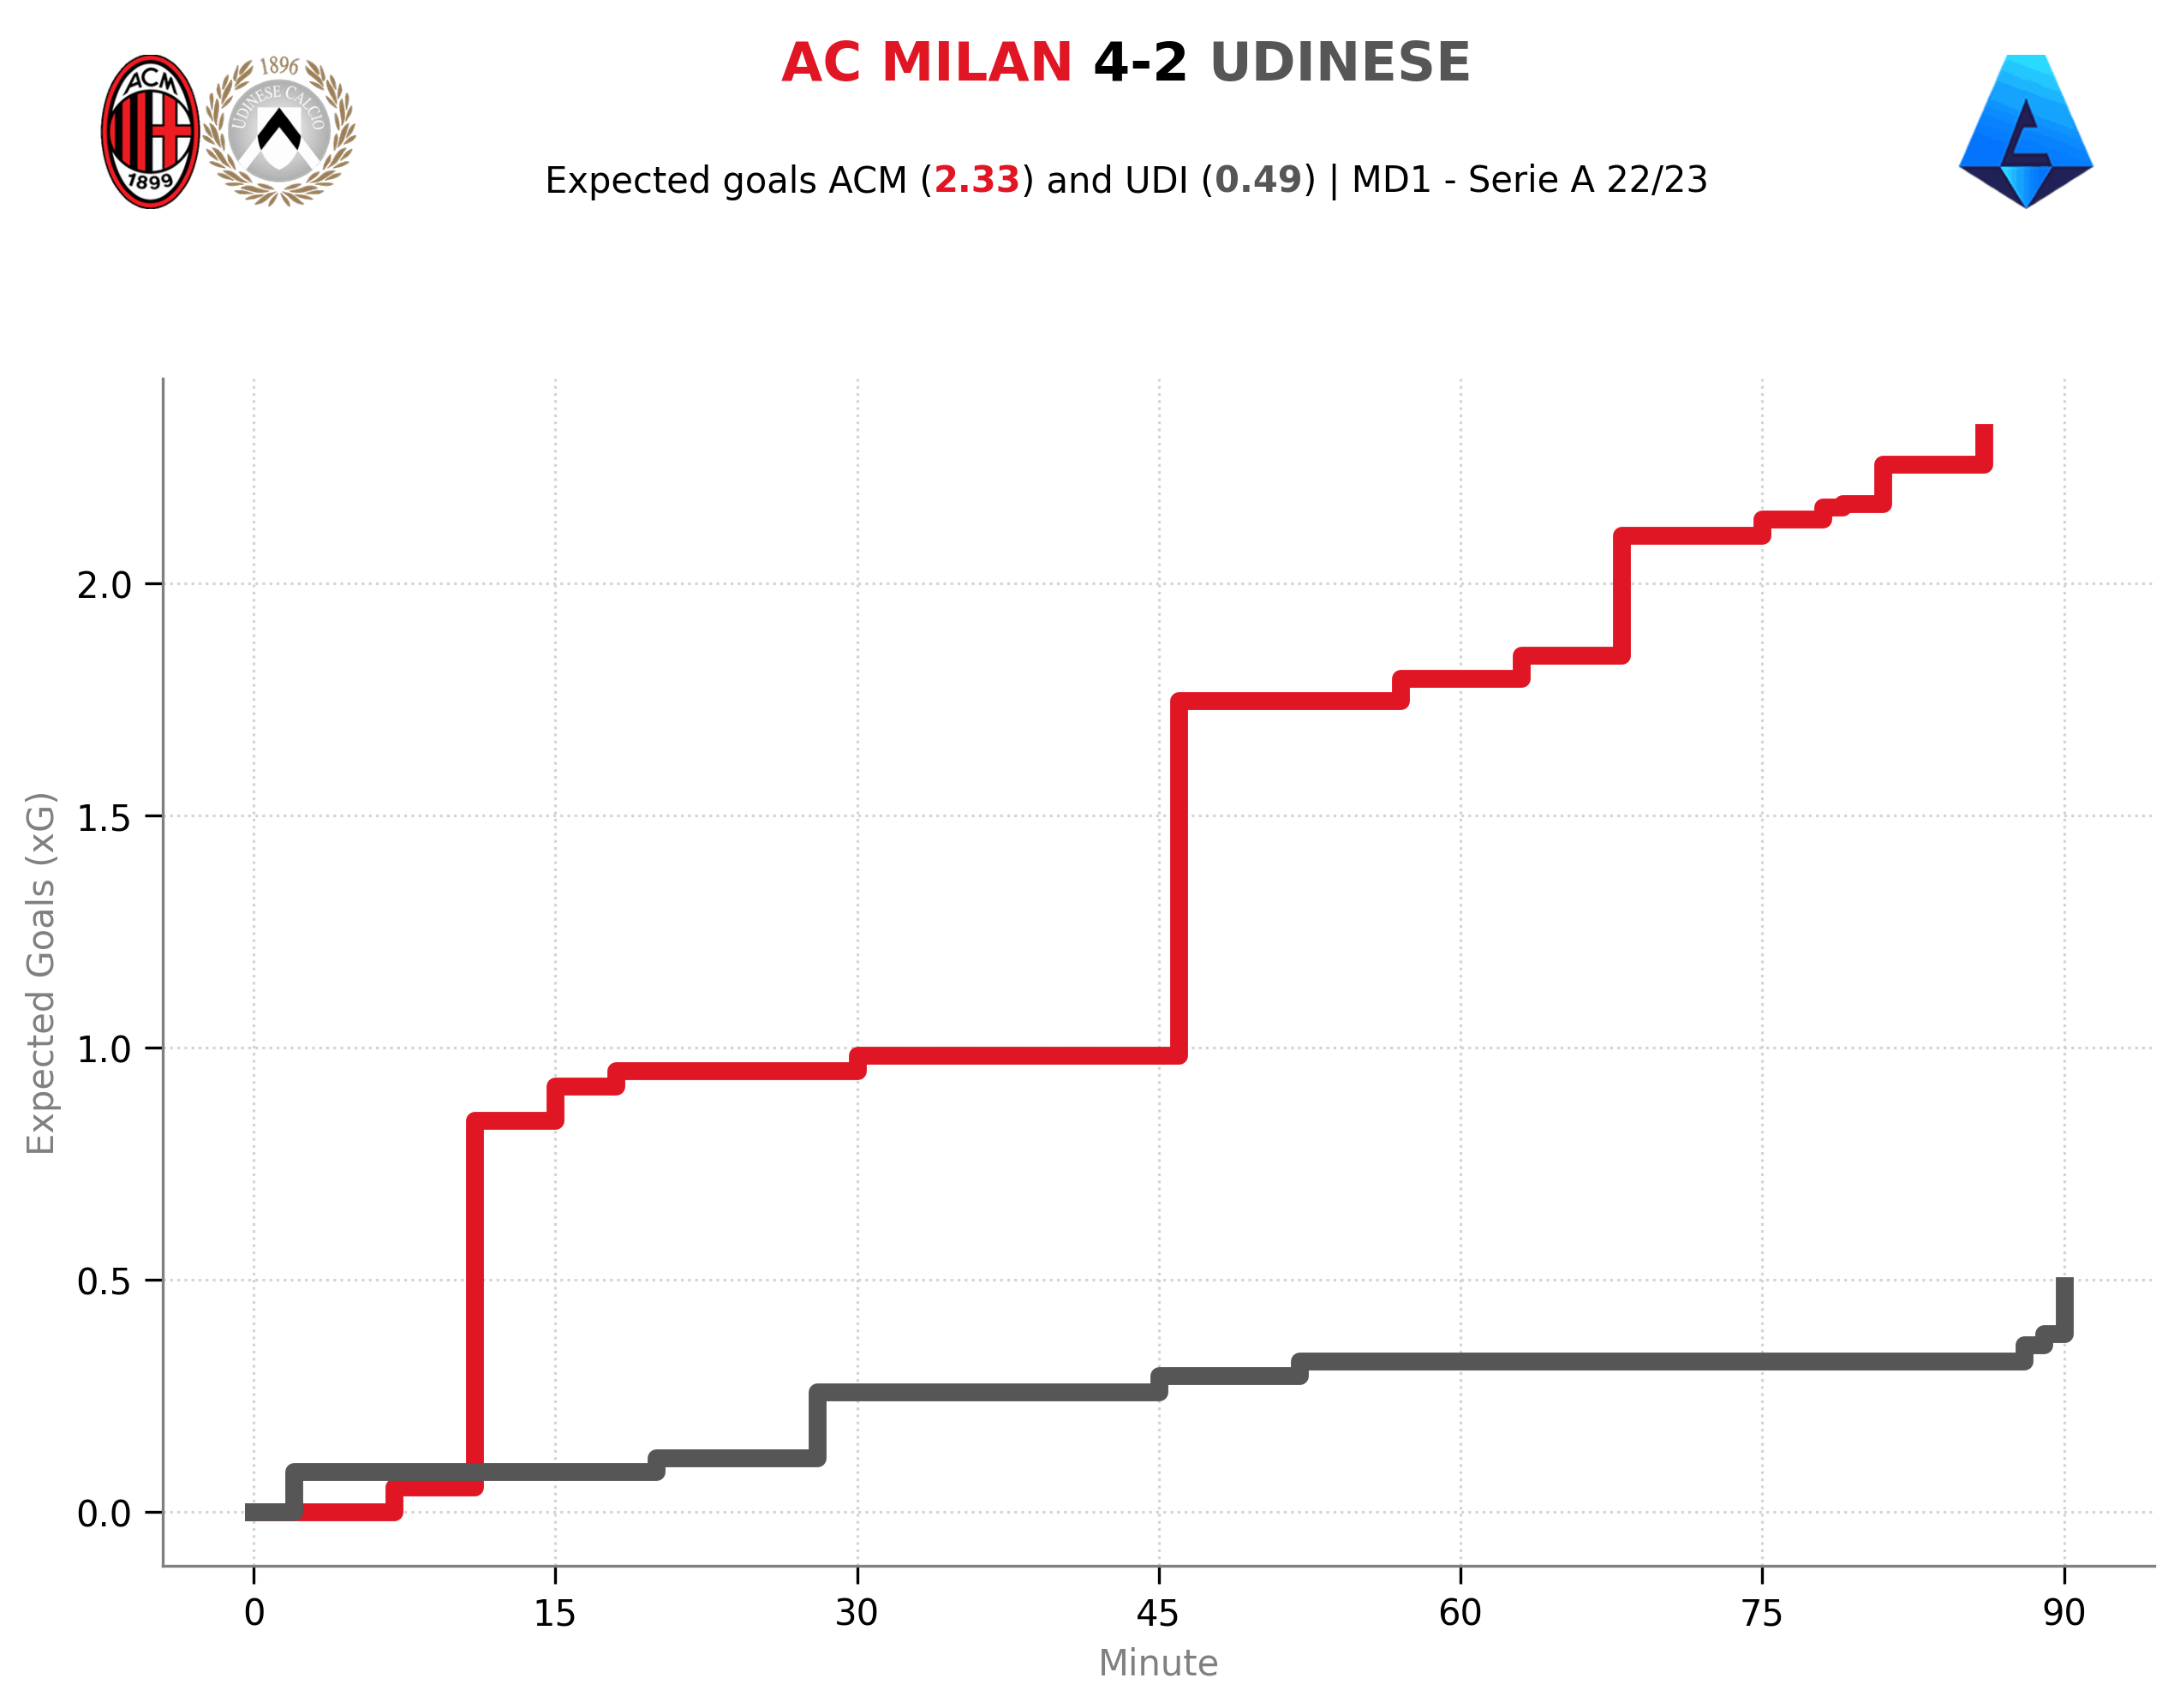 AC MILAN 4-2 UDINESE
ACM
1899
1896
UDINESE CALCIO
Expected goals ACM (2.33) and UDI (0.49) | MD1 - Serie A 22/23
Expected Goals (xG)
2.0
1.5
1.0
0.5
0.0
0 15 30 45 60 75 90
Minute